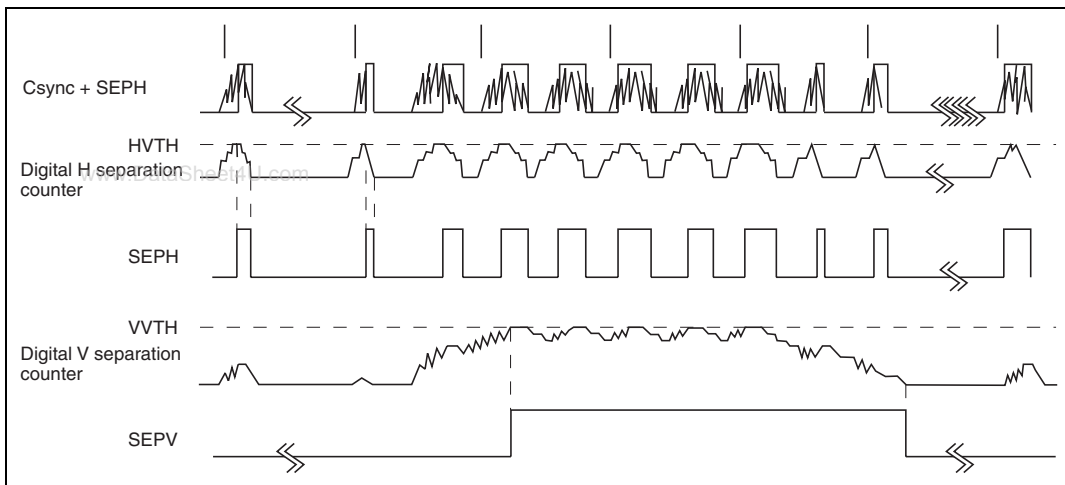 Csync + SEPH
HVTH
Digital H separation
counter
www.DataSheet4U.com
SEPH
VVTH
Digital V separation
counter
SEPV